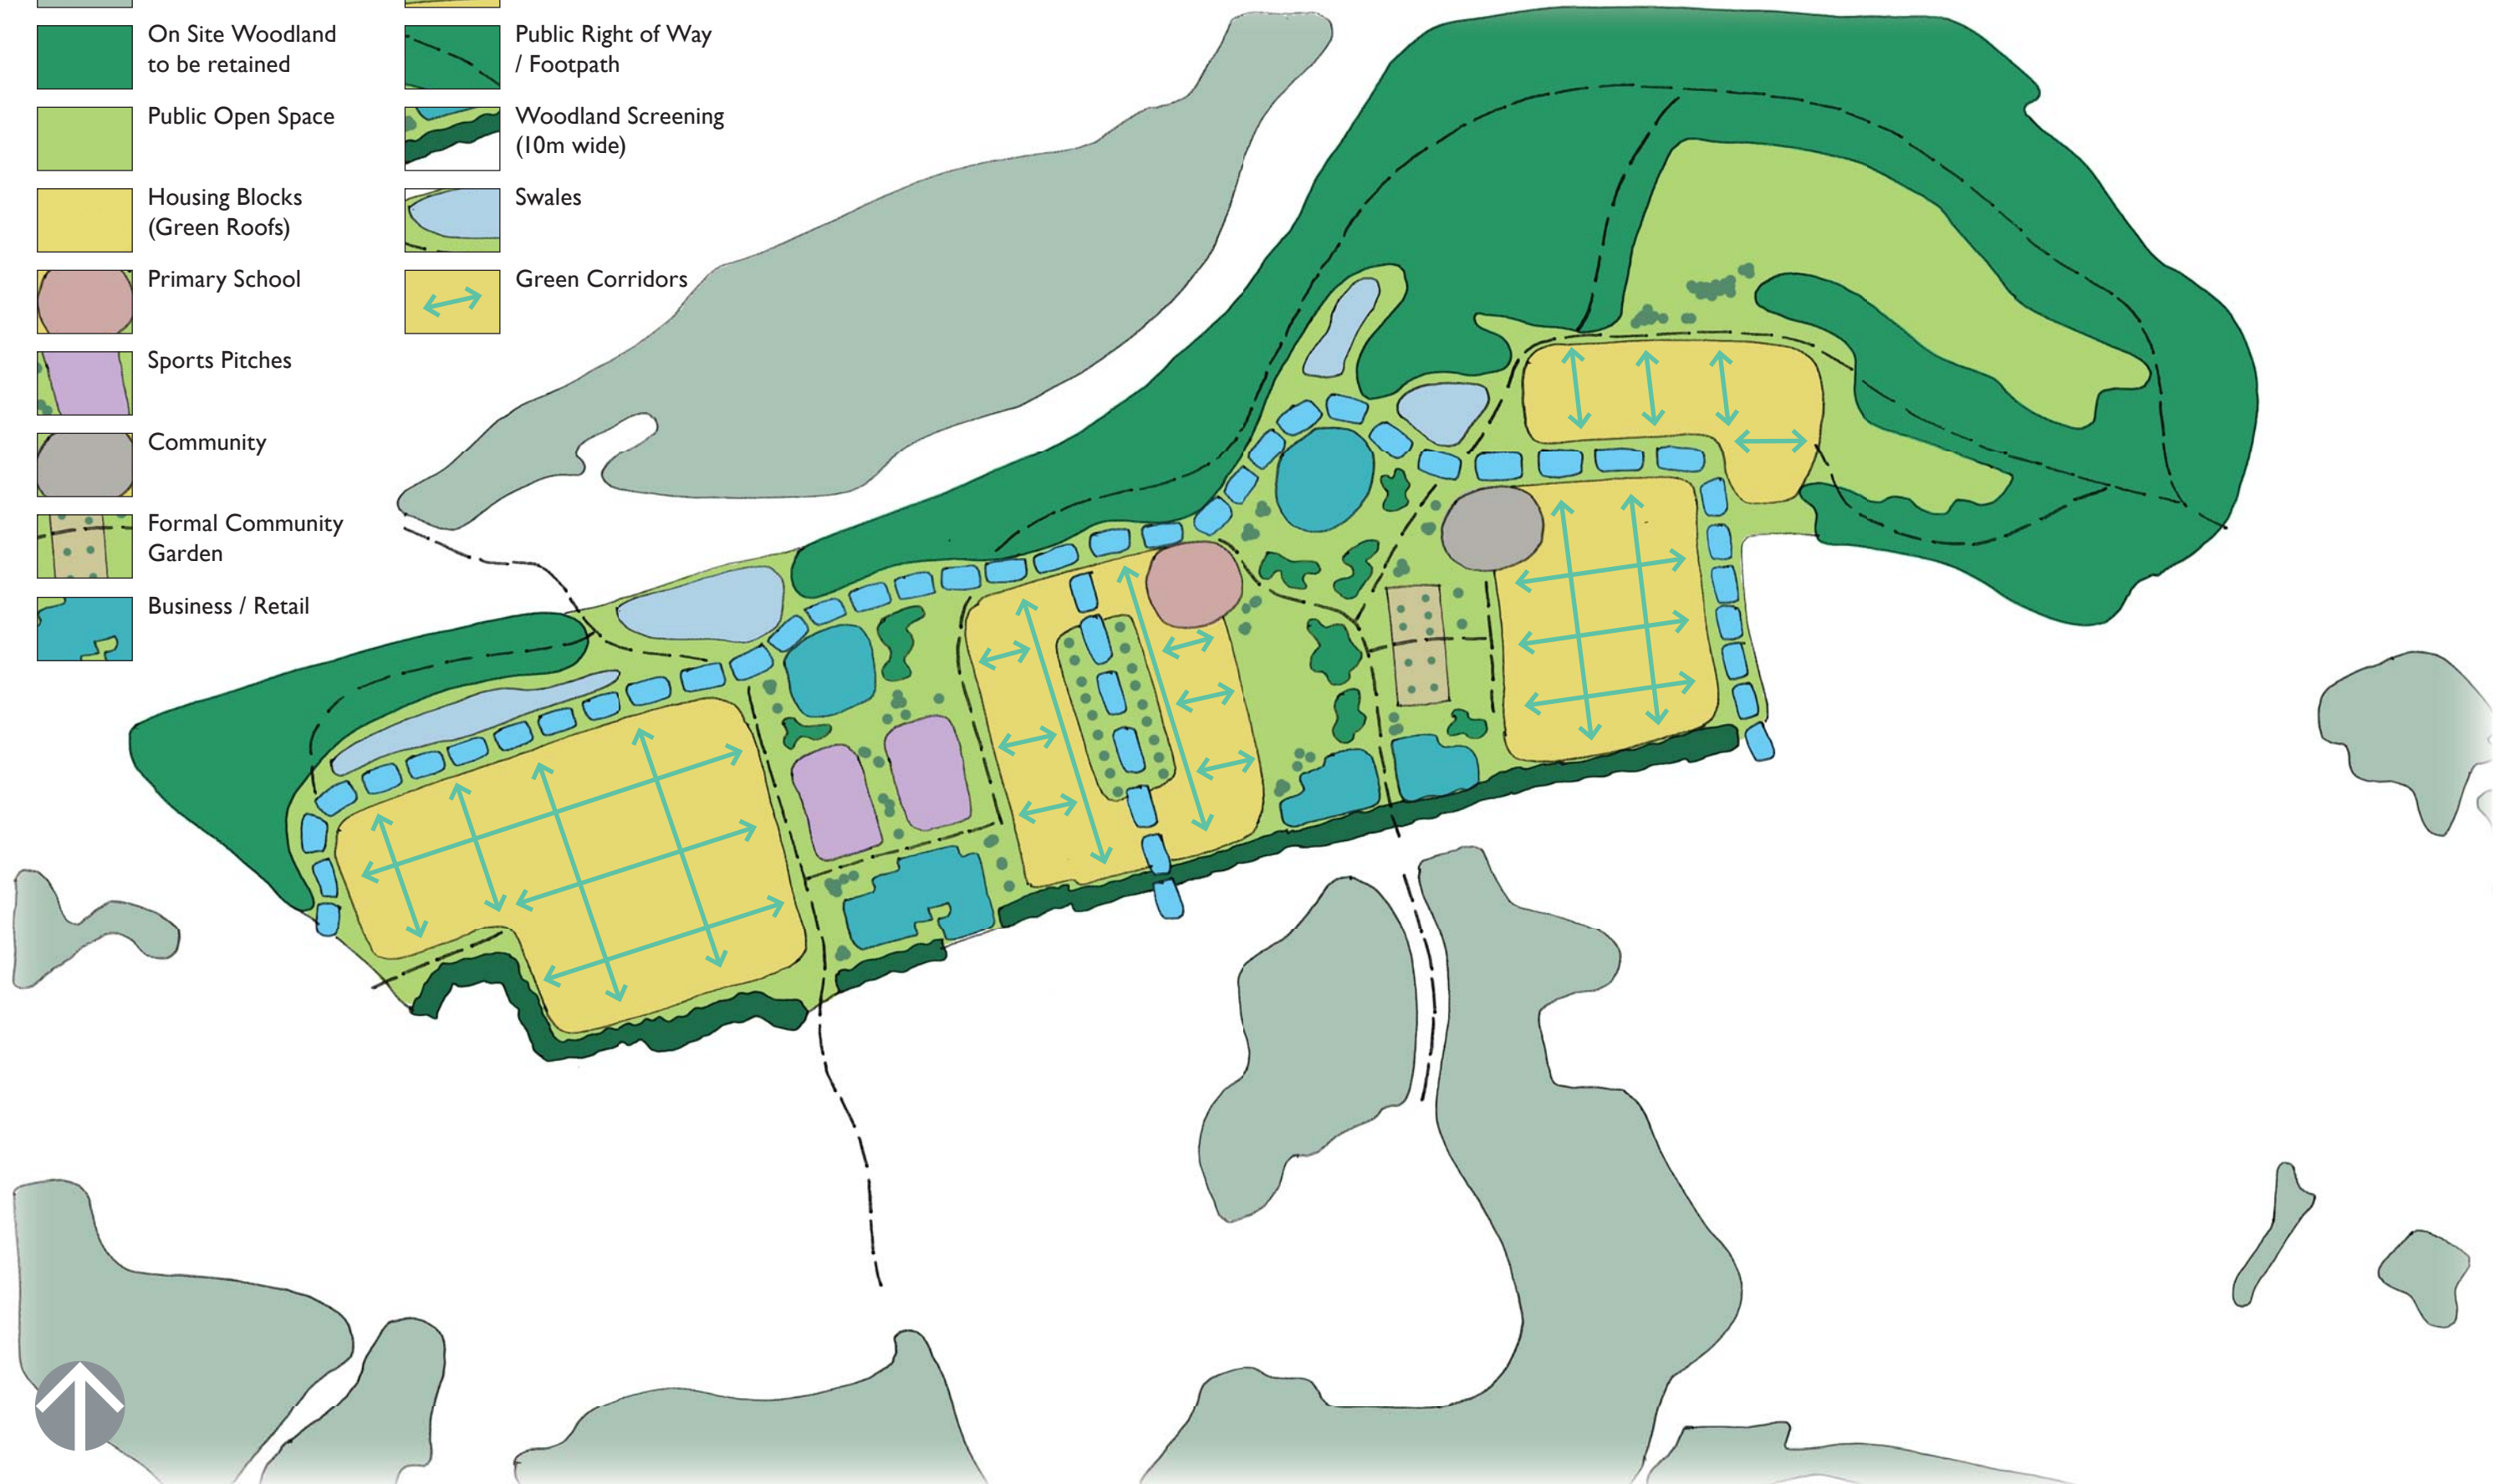 On Site Woodland
to be retained
Public Open Space
Housing Blocks
(Green Roofs)
Primary School
Sports Pitches
Community
Formal Community
Garden
Business / Retail
Public Right of Way
/ Footpath
Woodland Screening
(10m wide)
Swales
Green Corridors